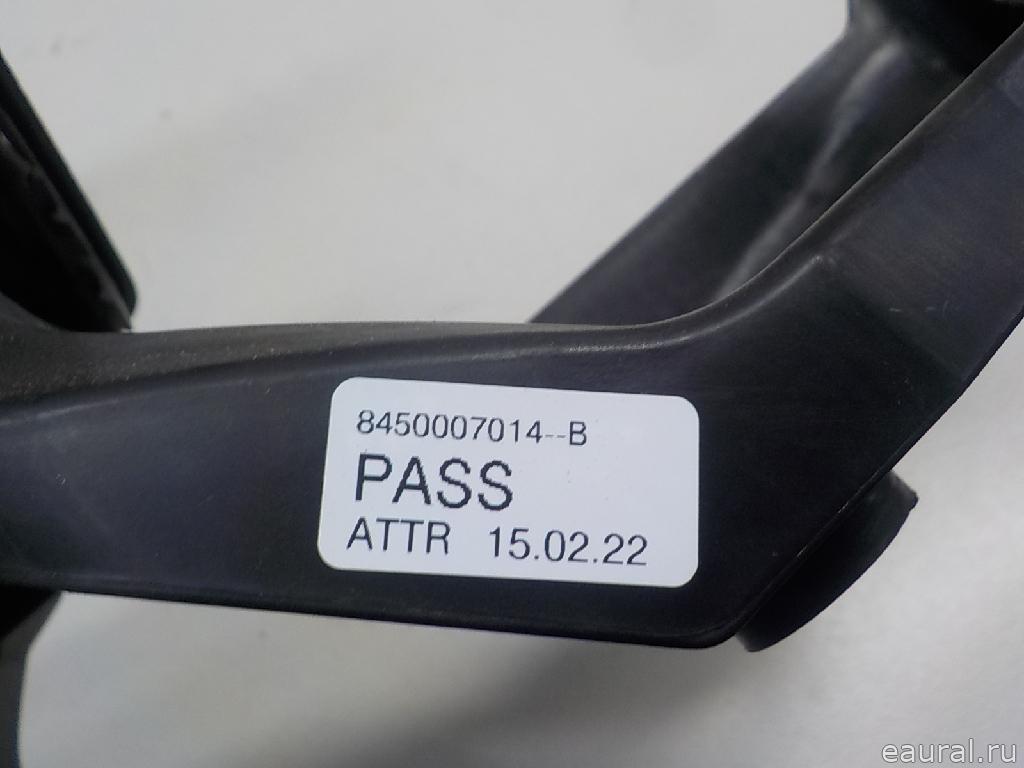 8450007014--B
PASS
ATTR 15.02.22
eaural.ru